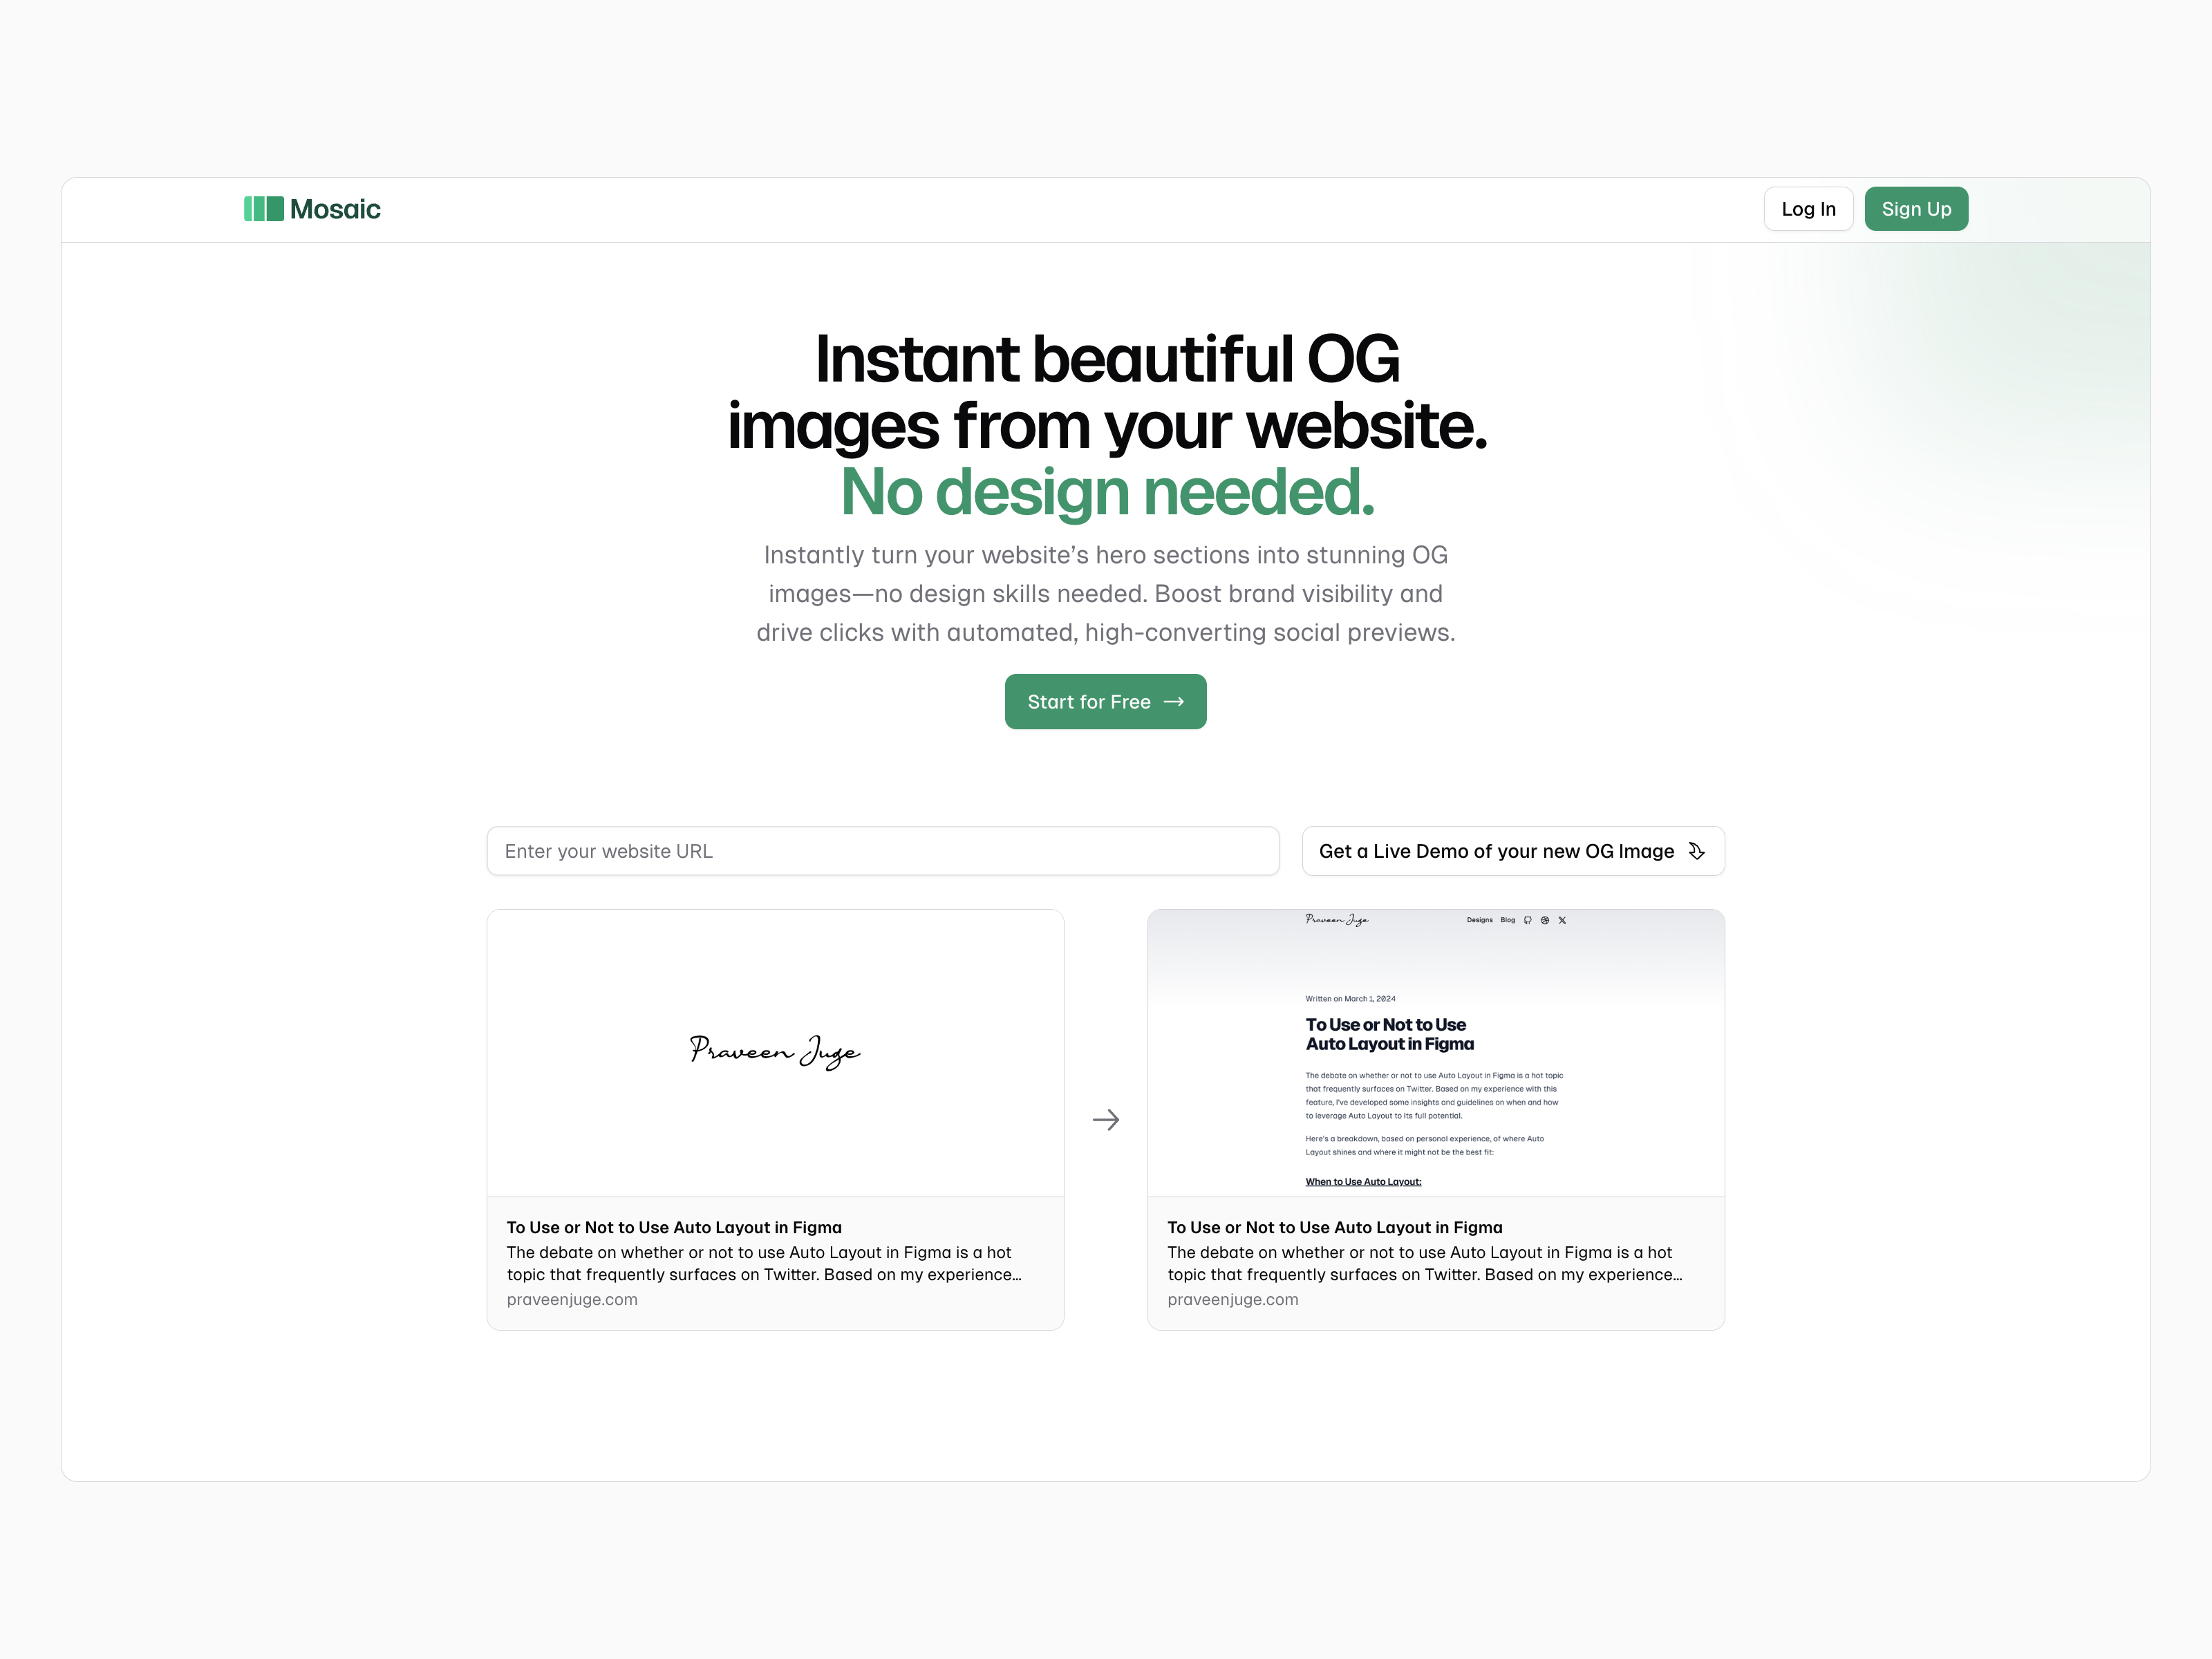 Mosaic
Log In
Sign Up
Instant beautiful OG
images from your website.
No design needed.
Instantly turn your website’s hero sections into stunning OG
images—no design skills needed. Boost brand visibility and
drive clicks with automated, high-converting social previews.
Start for Free
Enter your website URL
Get a Live Demo of your new OG Image
Praveen Juge
To Use or Not to Use Auto Layout in Figma
The debate on whether or not to use Auto Layout in Figma is a hot
topic that frequently surfaces on Twitter. Based on my experience...
praveenjuge.com
Praveen Juge
Designs
Blog
Written on March 1, 2024
To Use or Not to Use
Auto Layout in Figma
The debate on whether or not to use Auto Layout in Figma is a hot topic
that frequently surfaces on Twitter. Based on my experience with this
feature, I've developed some insights and guidelines on when and how
to leverage Auto Layout to its full potential.
Here's a breakdown, based on personal experience, of where Auto
Layout shines and where it might not be the best fit:
When to Use Auto Layout:
To Use or Not to Use Auto Layout in Figma
The debate on whether or not to use Auto Layout in Figma is a hot
topic that frequently surfaces on Twitter. Based on my experience...
praveenjuge.com